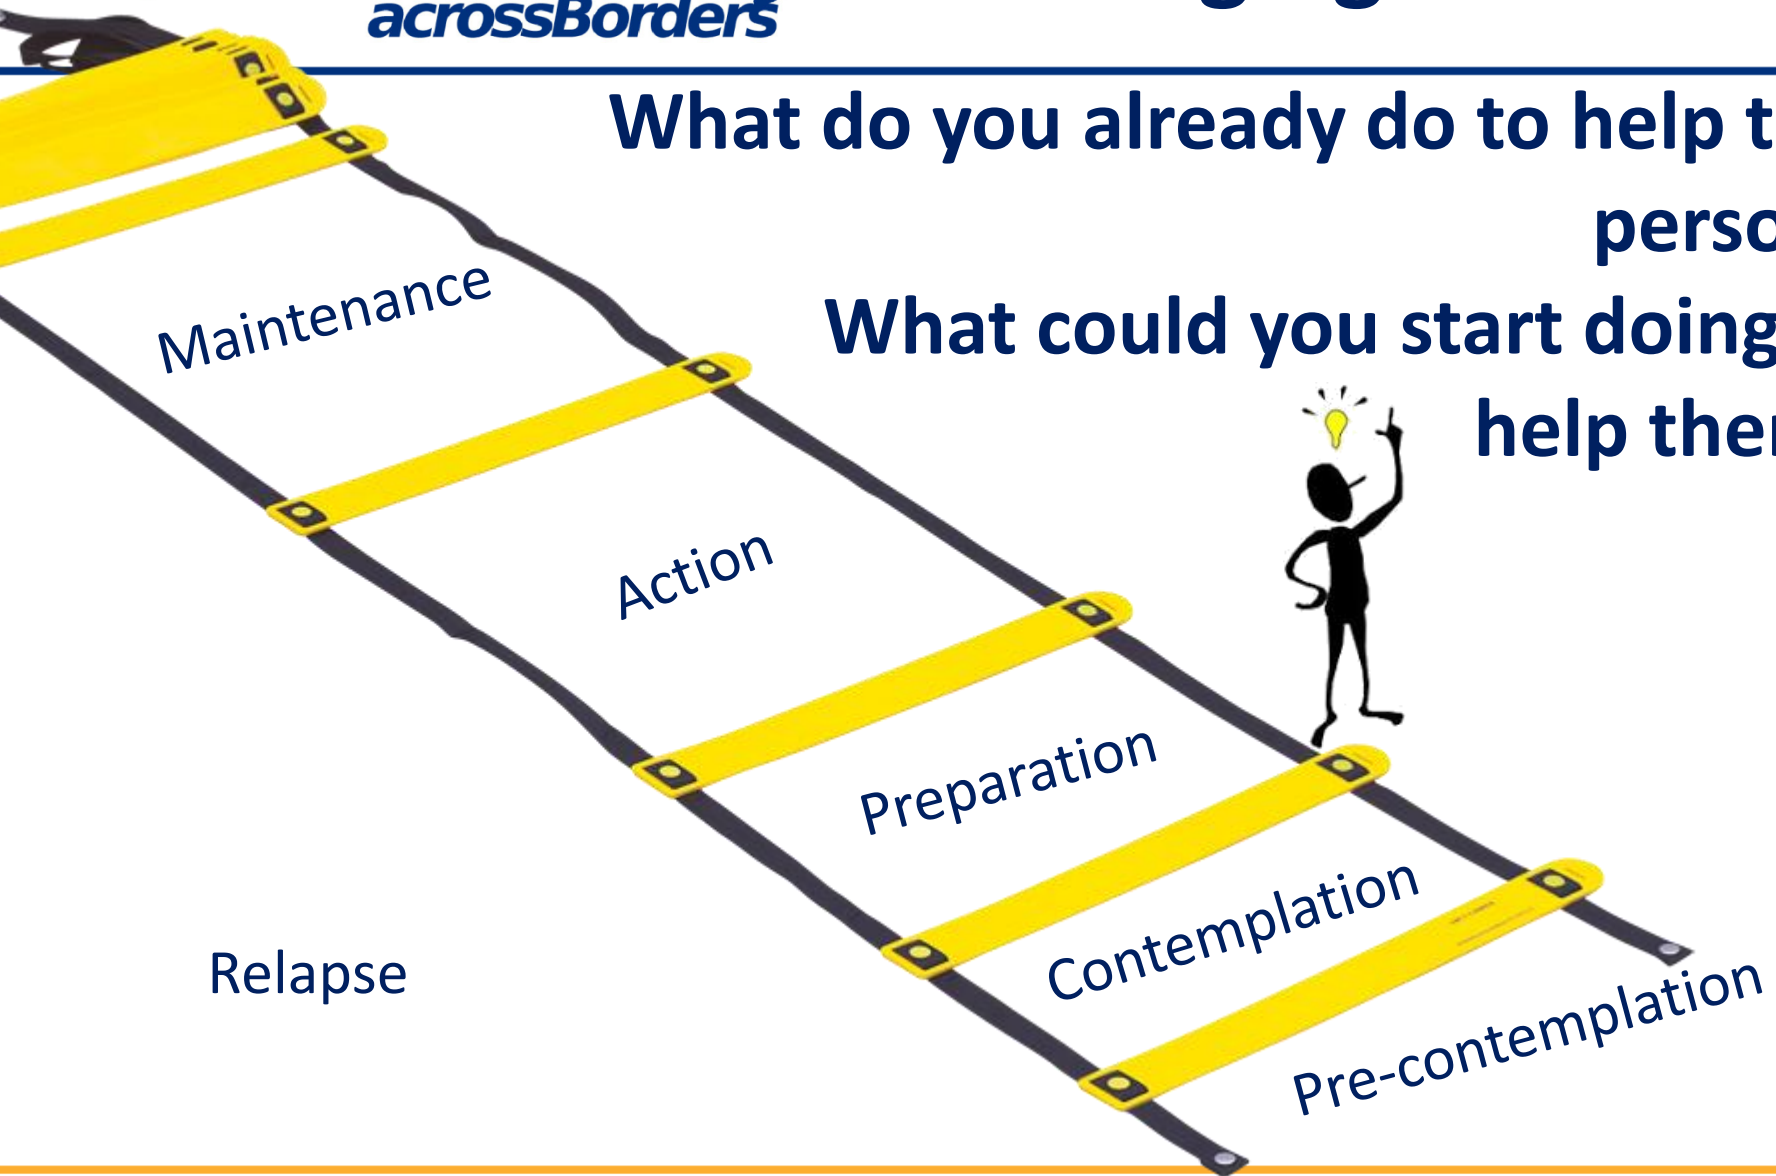 acrossBorders
What do you already do to help t
perso
What could you start doing
help ther
Maintenance
Action
Preparation
Contemplation
Relapse
Pre-contemplation